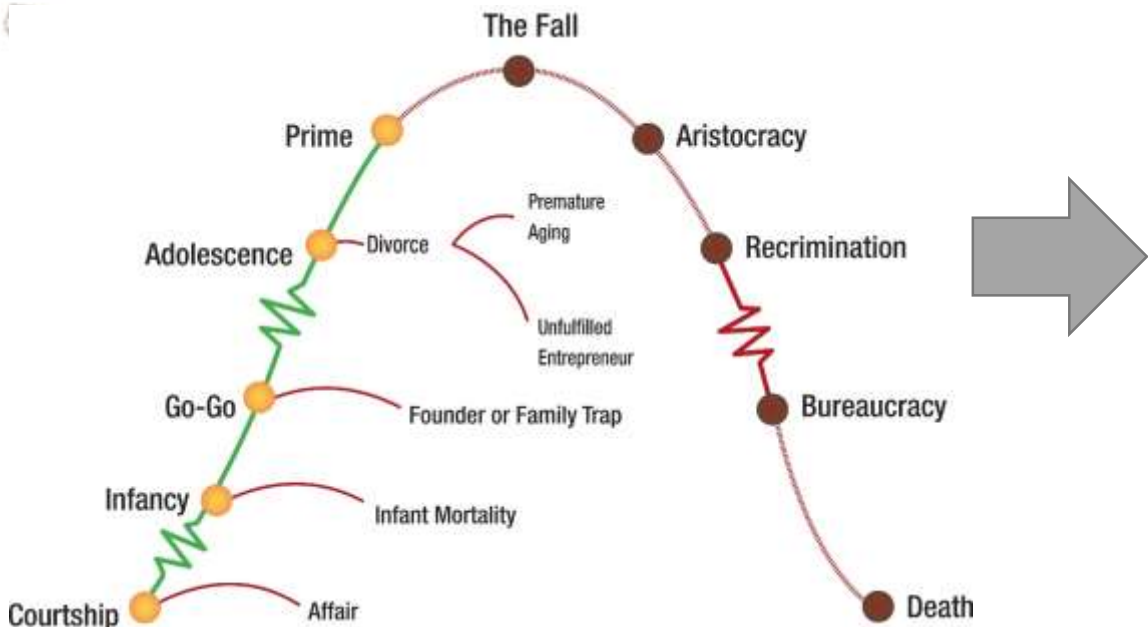 The Fall
Prime
Aristocracy
Premature
Aging
Adolescence
Divorce
Recrimination
Unfulfilled
Entrepreneur
Go-Go
Founder or Family Trap
Bureaucracy
Infancy
Infant Mortality
Courtship
Affair
Death